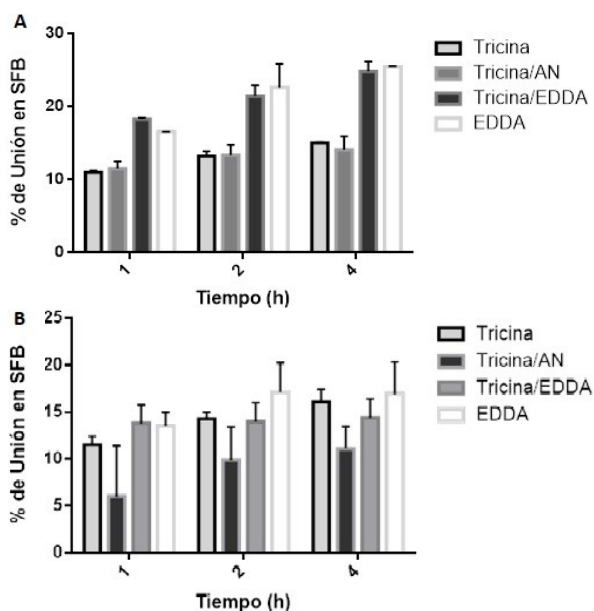 A
% de Unión en SFB
30
20
10
0
1
2
4
Tiempo (h)
Tricina
Tricina/AN
Tricina/EDDA
EDDA
B
% de Unión en SFB
25
20
15
10
5
0
1
2
4
Tiempo (h)
Tricina
Tricina/AN
Tricina/EDDA
EDDA